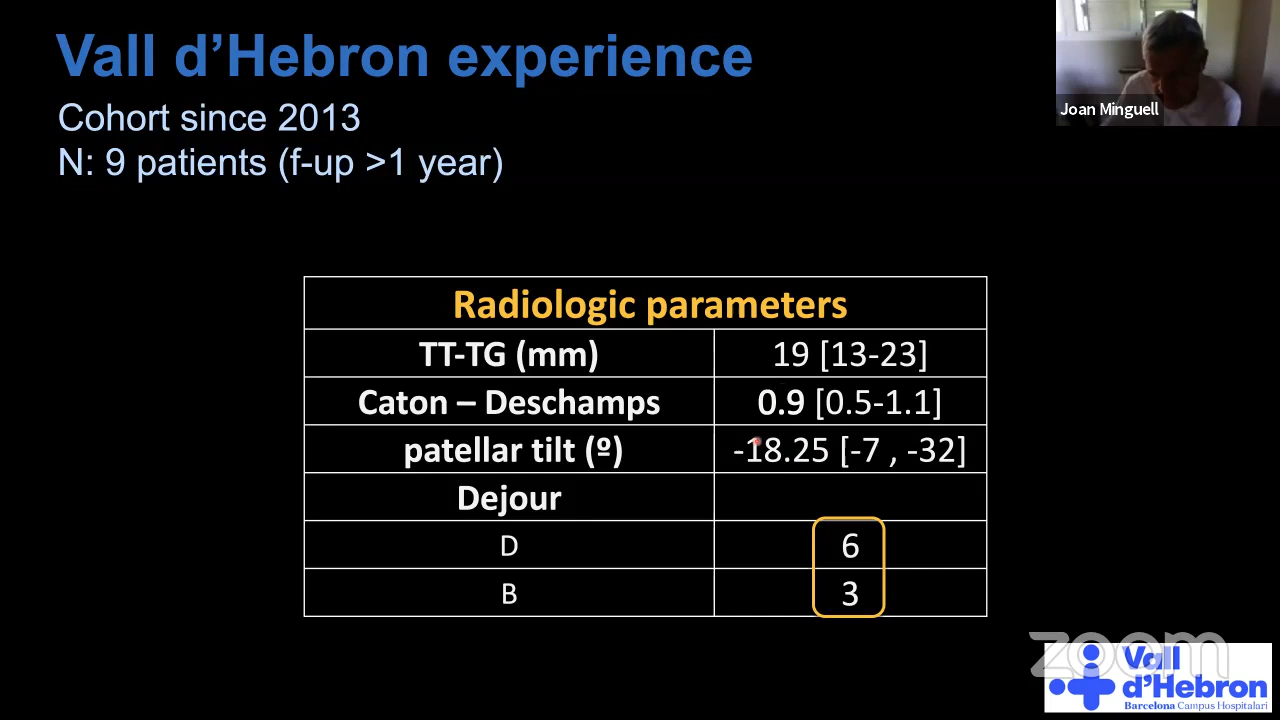 Vall d’Hebron experience
Cohort since 2013
N: 9 patients (f-up >1 year)
Joan Minguell
Radiologic parameters
TT-TG (mm) 19 [13-23]
Caton – Deschamps 0.9 [0.5-1.1]
patellar tilt (º) -18.25 [-7 , -32]
Dejour
D 6
B 3
zoom
Vall
d’Hebron
Barcelona Campus Hospitalari